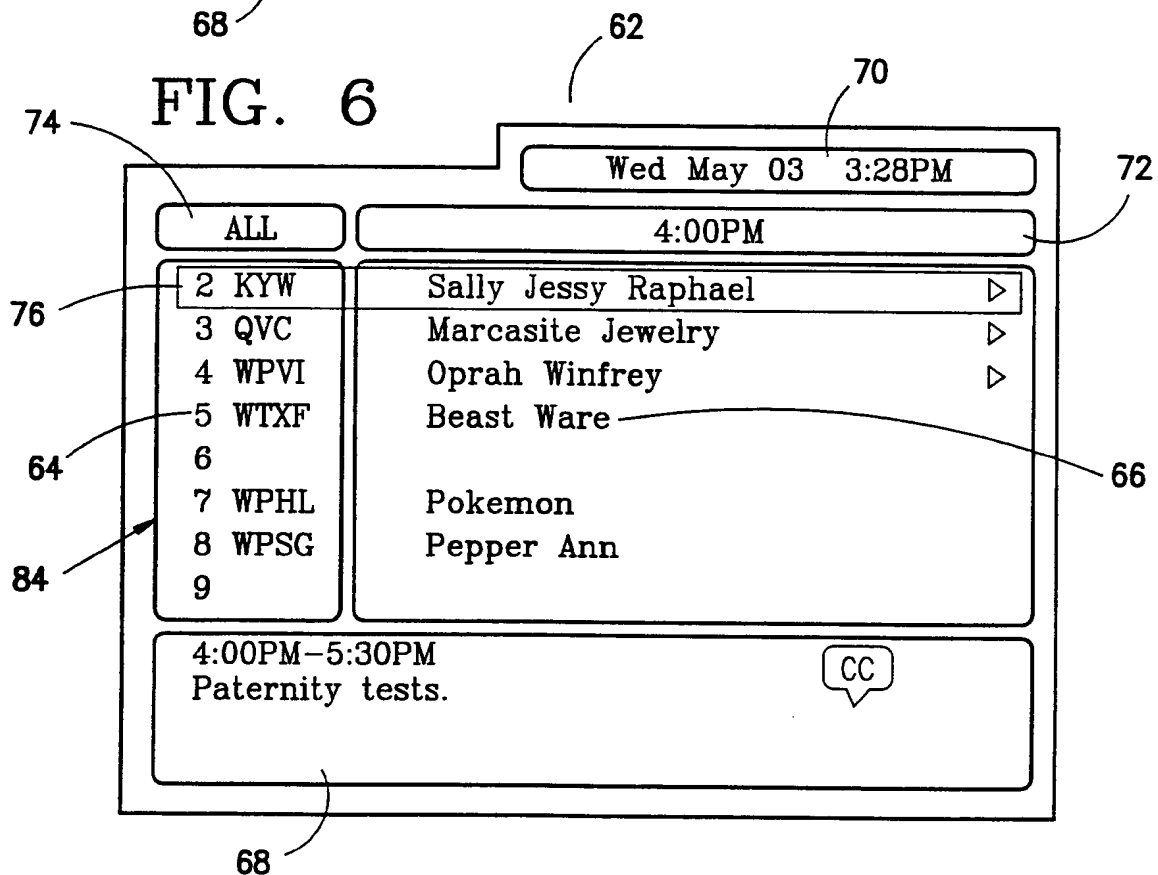 68
62
FIG. 6
70
74
Wed May 03 3:28PM
72
ALL 4:00PM
76
2 KYW Sally Jessy Raphael
3 QVC Marcasite Jewelry
4 WPVI Oprah Winfrey
5 WTXF Beast Ware
64
6
66
7 WPHL Pokemon
8 WPSG Pepper Ann
84
9
4:00PM-5:30PM CC
Paternity tests.
68